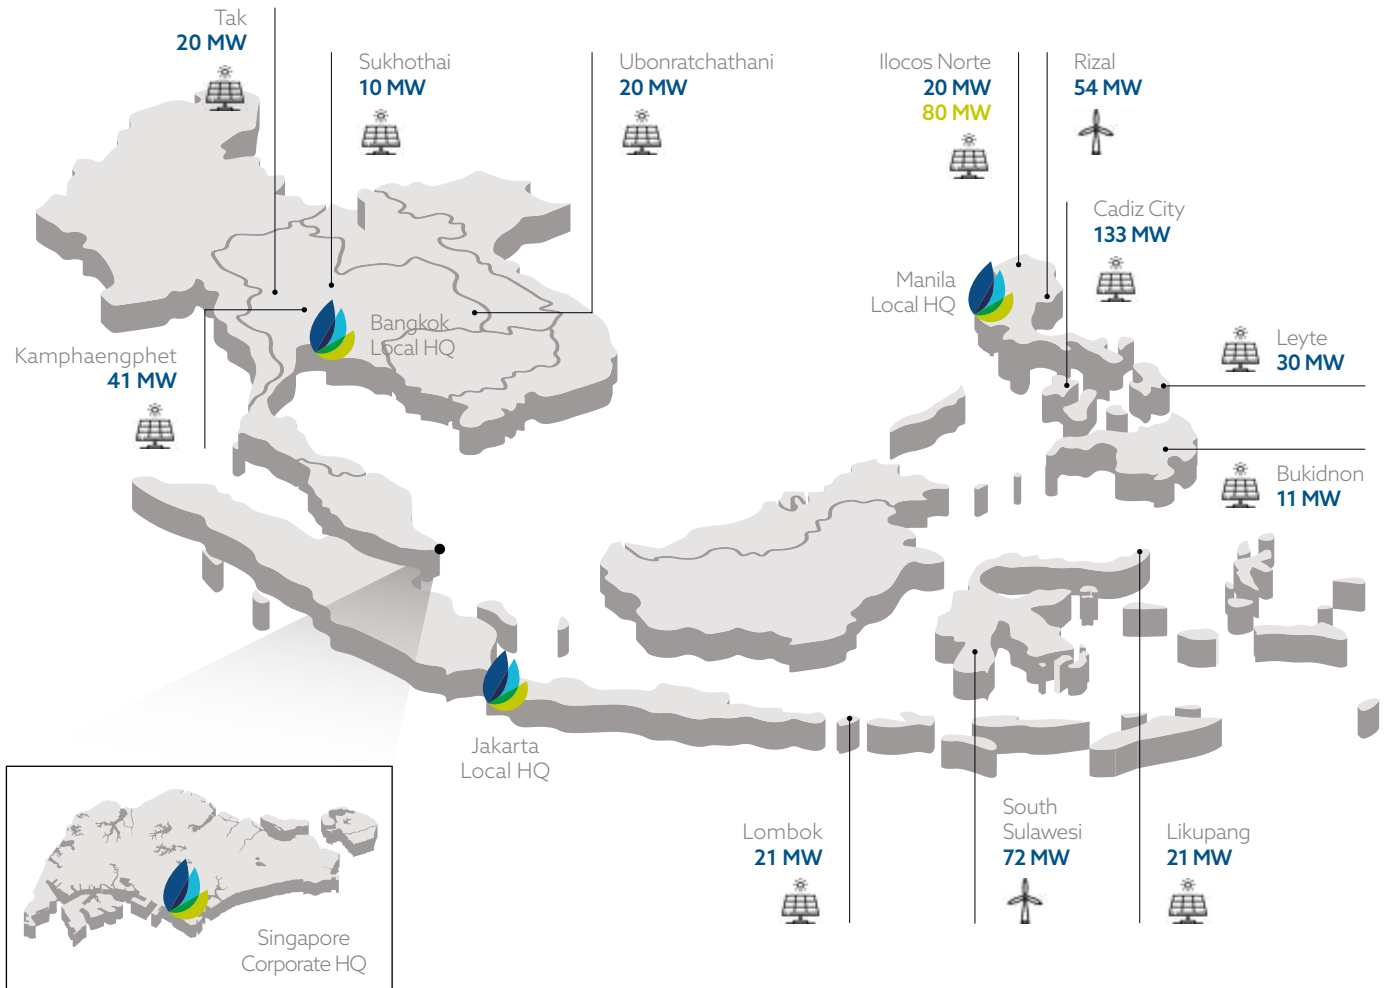 Tak
20 MW
Sukhothai
10 MW
Ubonratchathani
20 MW
Ilocos Norte
20 MW
80 MW
Rizal
54 MW
Cadiz City
133 MW
Manila
Local HQ
Bangkok
Local HQ
Kamphaengphet
41 MW
Leyte
30 MW
Bukidnon
11 MW
Jakarta
Local HQ
Lombok
21 MW
South
Sulawesi
72 MW
Likupang
21 MW
Singapore
Corporate HQ